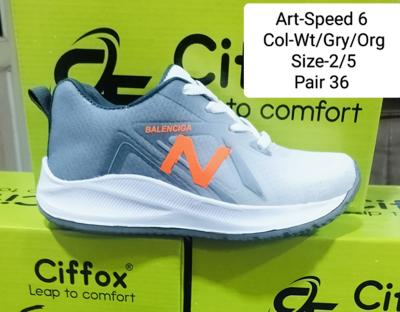 Art-Speed 6
Col-Wt/Gry/Org
Size-2/5
Pair 36
Ciffox
Leap to comfort
BALENCIGA
N
Ciffox®
Leap to comfort